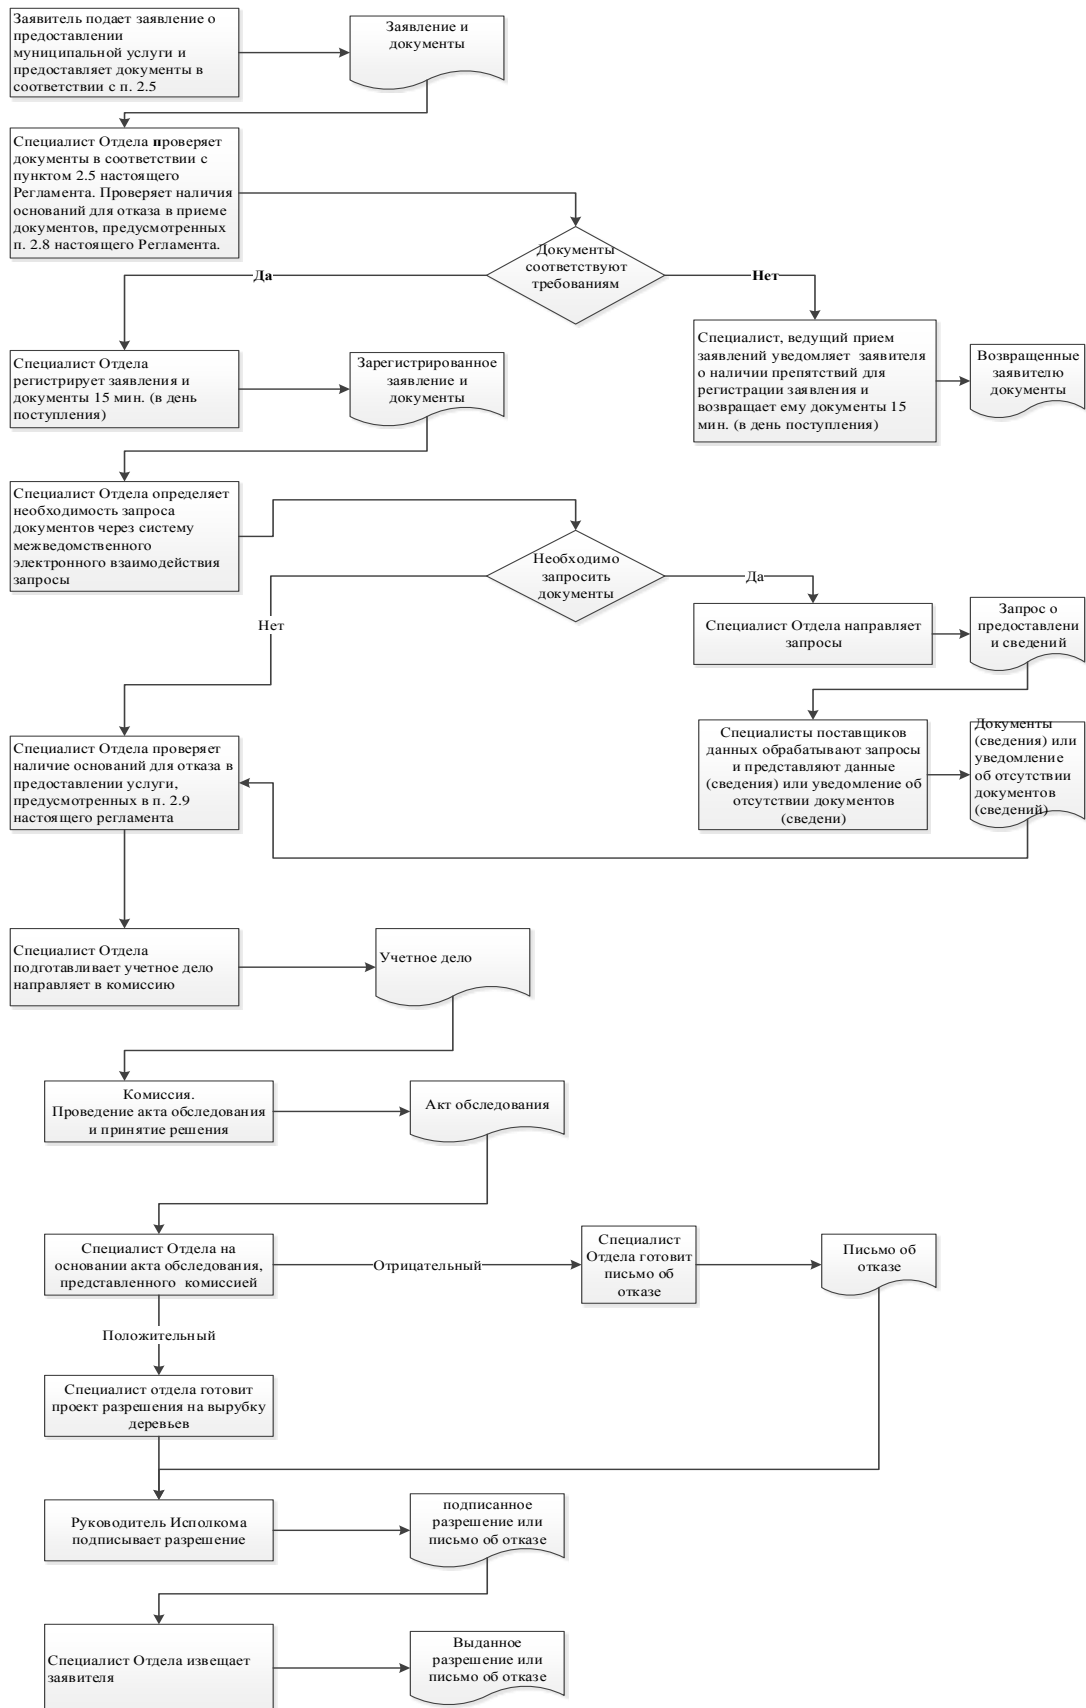 Заявитель подает заявление о
предоставлении
муниципальной услуги и
предоставляет документы в
соответствии с п. 2.5
Заявление и
документы
Специалист Отдела проверяет
документы в соответствии с
пунктом 2.5 настоящего
Регламента. Проверяет наличия
оснований для отказа в приеме
документов, предусмотренных
п. 2.8 настоящего Регламента.
Документы
соответствуют
требованиям
Да
Нет
Специалист Отдела
регистрирует заявления и
документы 15 мин. (в день
поступления)
Зарегистрированное
заявление и
документы
Специалист, ведущий прием
заявлений уведомляет заявителя
о наличии препятствий для
регистрации заявления и
возвращает ему документы 15
мин. (в день поступления)
Возвращенные
заявителю
документы
Специалист Отдела определяет
необходимость запроса
документов через систему
межведомственного
электронного взаимодействия
запросы
Необходимо
запросить
документы
Да
Нет
Специалист Отдела направляет
запросы
Запрос о
предоставлени
и сведений
Специалисты поставщиков
данных обрабатывают запросы
и представляют данные
(сведения) или уведомление об
отсутствии документов
(сведени)
Документы
(сведения) или
уведомление
об отсутствии
документов
(сведений)
Специалист Отдела проверяет
наличие оснований для отказа в
предоставлении услуги,
предусмотренных в п. 2.9
настоящего регламента
Специалист Отдела
подготавливает учетное дело
направляет в комиссию
Учетное дело
Комиссия.
Проведение акта обследования
и принятие решения
Акт обследования
Специалист Отдела на
основании акта обследования,
представленного комиссией
Отрицательный
Специалист
Отдела готовит
письмо об
отказе
Письмо об
отказе
Положительный
Специалист отдела готовит
проект разрешения на вырубку
деревьев
Руководитель Исполкома
подписывает разрешение
подписанное
разрешение или
письмо об отказе
Специалист Отдела извещает
заявителя
Выданное
разрешение или
письмо об отказе